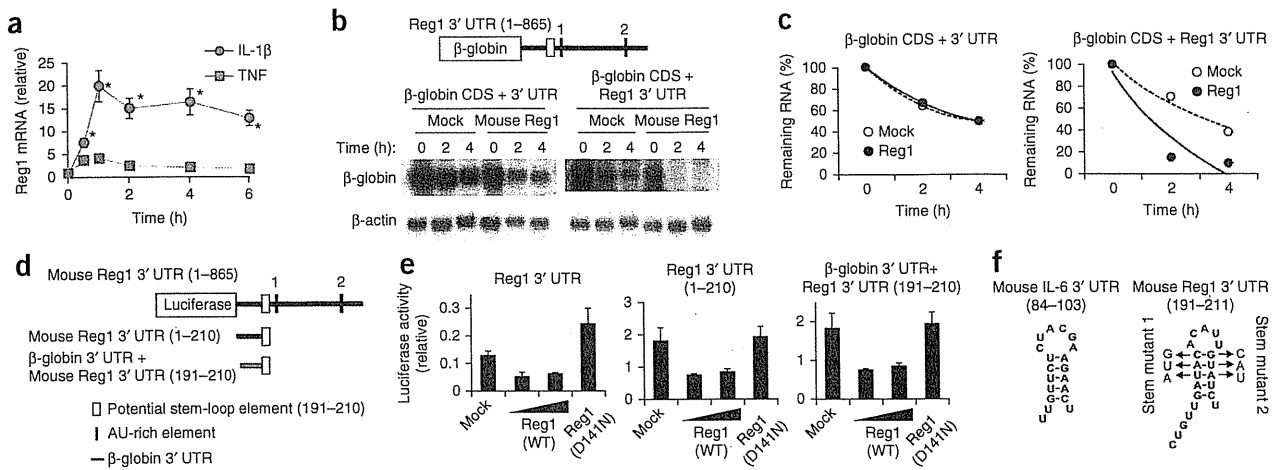 a
IL-1β
TNF
Reg1 mRNA (relative)
25
20
15
10
5
0
* * * * *
0 2 4 6
Time (h)
b
Reg1 3′ UTR (1–865)
β-globin
1 2
β-globin CDS + 3′ UTR
β-globin CDS +
Reg1 3′ UTR
Mock Mouse Reg1 Mock Mouse Reg1
Time (h): 0 2 4 0 2 4 0 2 4 0 2 4
β-globin
β-actin
c
β-globin CDS + 3′ UTR
Remaining RNA (%)
100
80
60
40
20
0
Mock
Reg1
0 2 4
Time (h)
β-globin CDS + Reg1 3′ UTR
Remaining RNA (%)
100
80
60
40
20
0
Mock
Reg1
0 2 4
Time (h)
d
Mouse Reg1 3′ UTR (1–865)
1 2
Luciferase
Mouse Reg1 3′ UTR (1–210)
β-globin 3′ UTR +
Mouse Reg1 3′ UTR (191–210)
Potential stem-loop element (191–210)
AU-rich element
β-globin 3′ UTR
e
Luciferase activity
(relative)
Reg1 3′ UTR
0.3
0.2
0.1
0
Mock
Reg1
(WT)
Reg1
(D141N)
Reg1 3′ UTR
(1–210)
3
2
1
0
Mock
Reg1
(WT)
Reg1
(D141N)
β-globin 3′ UTR+
Reg1 3′ UTR (191–210)
2
1
0
Mock
Reg1
(WT)
Reg1
(D141N)
f
Mouse IL-6 3′ UTR
(84–103)
Mouse Reg1 3′ UTR
(191–211)
Stem mutant 1
Stem mutant 2
G
U
A
C
A
U